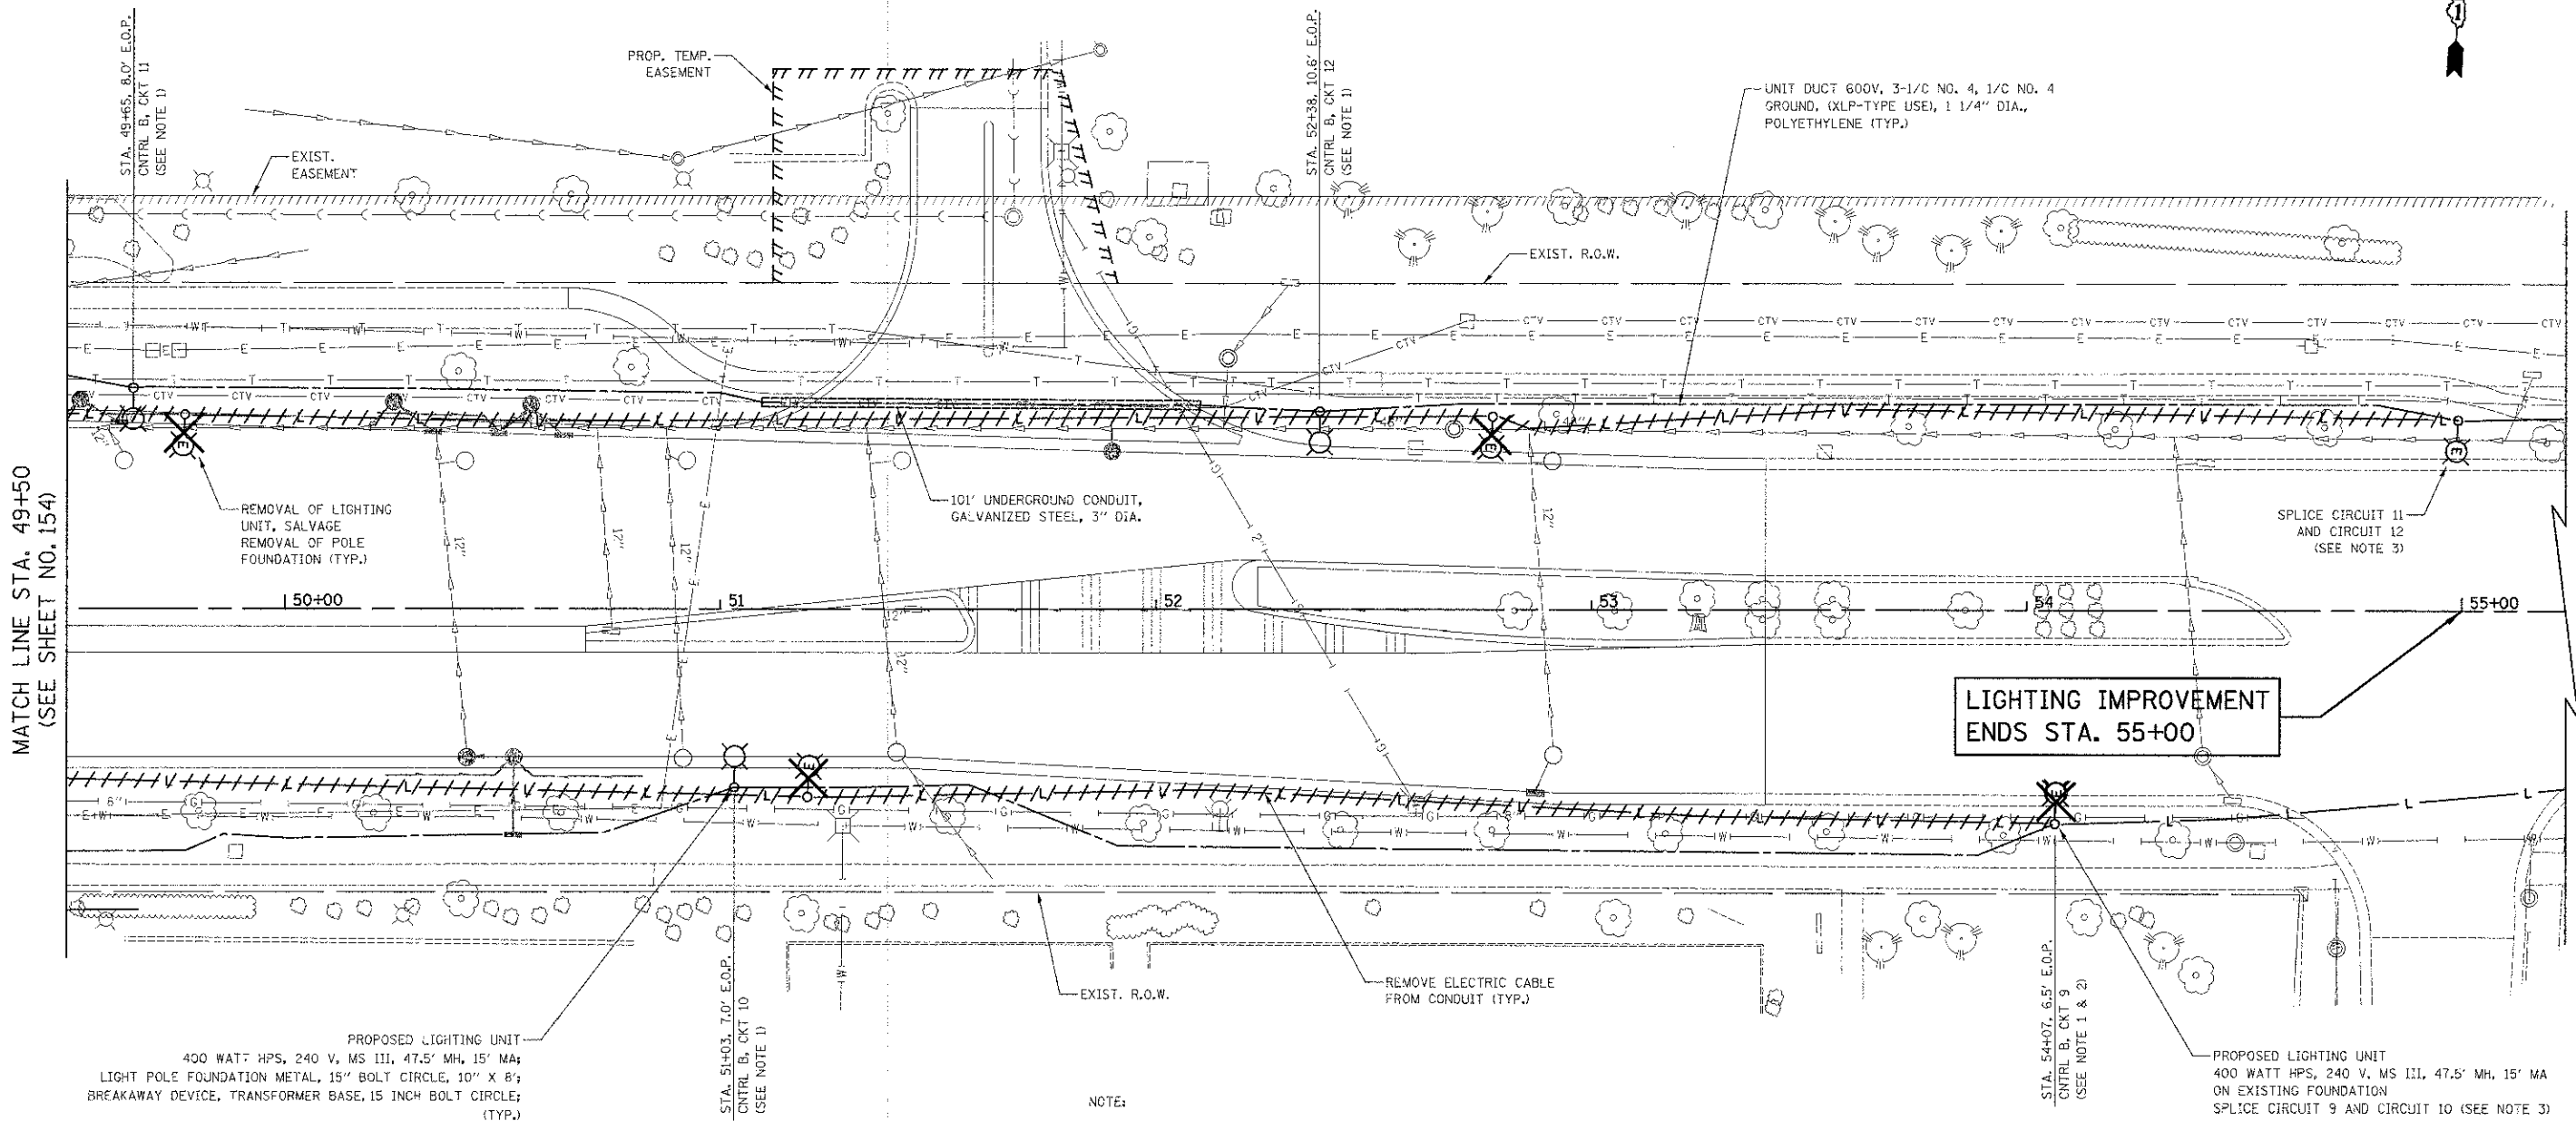 1
STA. 49+65, 8.0' E.O.P.
CNTRL B, CKT 11
(SEE NOTE 1)
PROP. TEMP.
EASEMENT
STA. 52+38, 10.6' E.O.P.
CNTRL B, CKT 12
(SEE NOTE 1)
UNIT DUCT 600V, 3-1/C NO. 4, 1/C NO. 4
GROUND, (XLP-TYPE USE), 1 1/4" DIA.,
POLYETHYLENE (TYP.)
EXIST.
EASEMENT
EXIST. R.O.W.
MATCH LINE STA. 49+50
(SEE SHEET NO. 154)
REMOVAL OF LIGHTING
UNIT, SALVAGE
REMOVAL OF POLE
FOUNDATION (TYP.)
101' UNDERGROUND CONDUIT,
GALVANIZED STEEL, 3" DIA.
SPLICE CIRCUIT 11
AND CIRCUIT 12
(SEE NOTE 3)
12"
12"
12"
12"
12"
50+00
51
52
53
54
55+00
LIGHTING IMPROVEMENT
ENDS STA. 55+00
6"
PROPOSED LIGHTING UNIT
400 WATT HPS, 240 V, MS III, 47.5' MH, 15' MA;
LIGHT POLE FOUNDATION METAL, 15" BOLT CIRCLE, 10" X 8';
BREAKAWAY DEVICE, TRANSFORMER BASE, 15 INCH BOLT CIRCLE;
(TYP.)
STA. 51+03, 7.0' E.O.P.
CNTRL B, CKT 10
(SEE NOTE 1)
EXIST. R.O.W.
REMOVE ELECTRIC CABLE
FROM CONDUIT (TYP.)
NOTE:
STA. 54+07, 6.5' E.O.P.
CNTRL B, CKT 9
(SEE NOTE 1 & 2)
PROPOSED LIGHTING UNIT
400 WATT HPS, 240 V, MS III, 47.5' MH, 15' MA
ON EXISTING FOUNDATION
SPLICE CIRCUIT 9 AND CIRCUIT 10 (SEE NOTE 3)